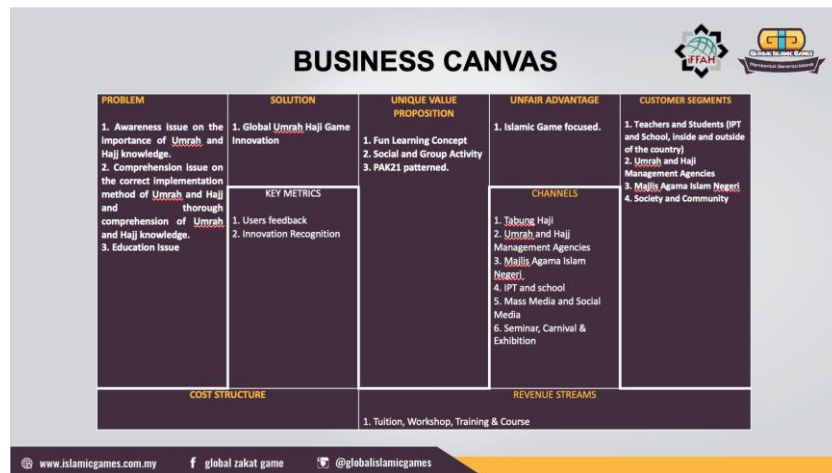 BUSINESS CANVAS
iFFAH
GLOBAL ISLAMIC GAMES
PROBLEM
1. Awareness issue on the
importance of Umrah and
Hajj knowledge.
2. Comprehension issue on
the correct implementation
method of Umrah and Hajj
and thorough
comprehension of Umrah
and Hajj knowledge.
3. Education Issue
SOLUTION
1. Global Umrah Haji Game
Innovation
KEY METRICS
1. Users feedback
2. Innovation Recognition
UNIQUE VALUE
PROPOSITION
1. Fun Learning Concept
2. Social and Group Activity
3. PAK21 patterned.
UNFAIR ADVANTAGE
1. Islamic Game focused.
CHANNELS
1. Tabung Haji
2. Umrah and Hajj
Management Agencies
3. Majlis Agama Islam
Negeri
4. IPT and school
5. Mass Media and Social
Media
6. Seminar, Carnival &
Exhibition
CUSTOMER SEGMENTS
1. Teachers and Students (IPT
and School, inside and outside
of the country)
2. Umrah and Haji
Management Agencies
3. Majlis Agama Islam Negeri
4. Society and Community
COST STRUCTURE
REVENUE STREAMS
1. Tuition, Workshop, Training & Course
www.islamicgames.com.my
global zakat game
@globalislamicgames